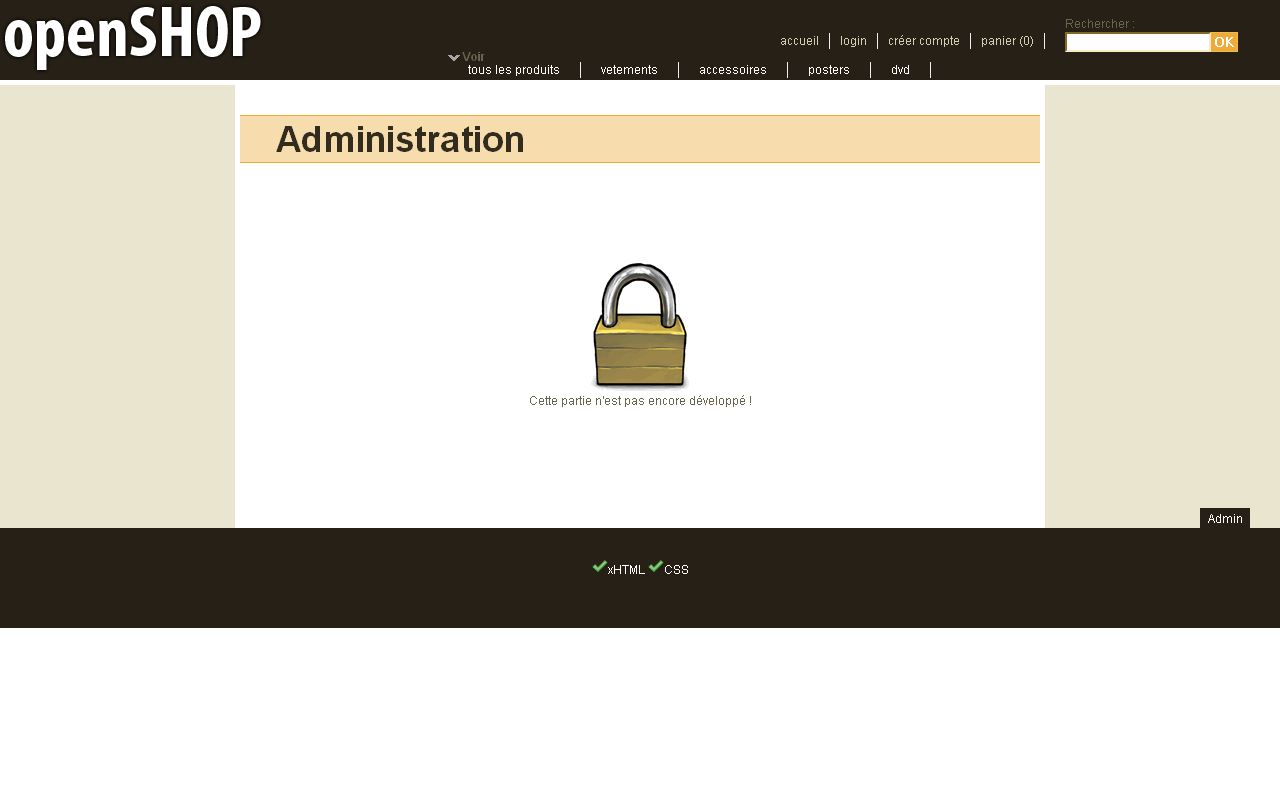 openSHOP
Rechercher :
accueil login créer compte panier (0) OK
Voir
tous les produits vetements accessoires posters dvd
Administration
Cette partie n'est pas encore développé !
Admin
xHTML CSS